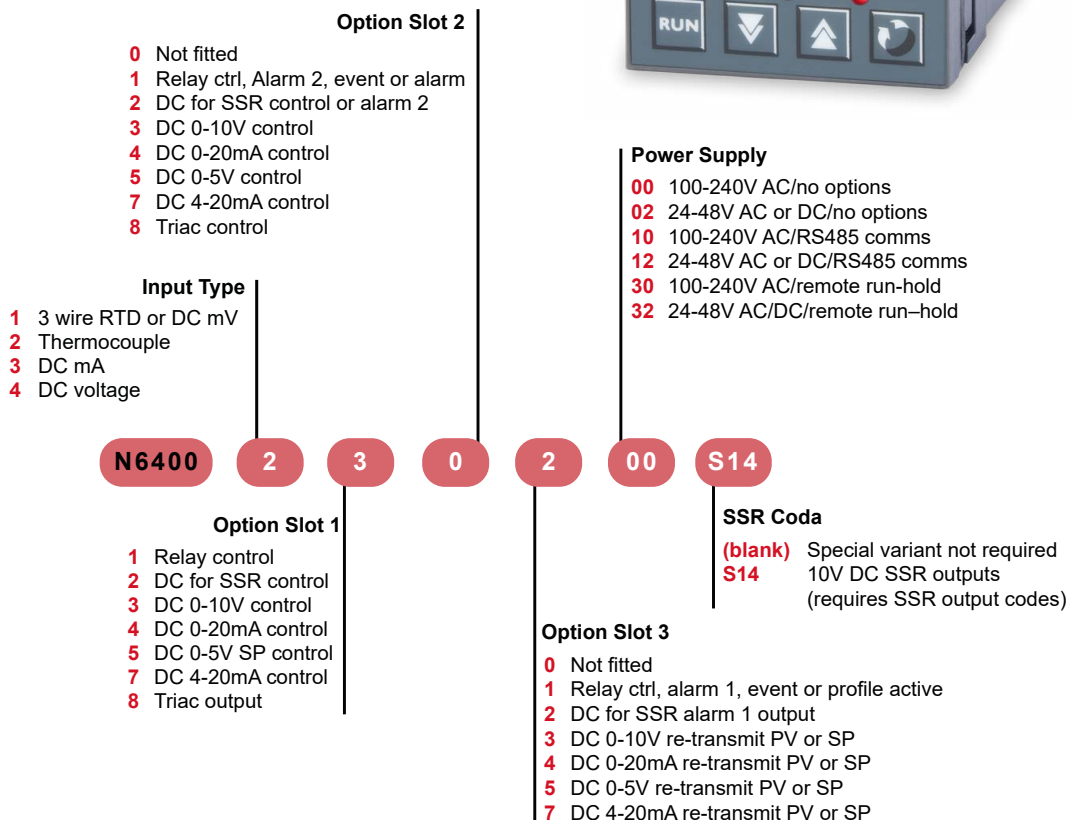 Option Slot 2
0 Not fitted
1 Relay ctrl, Alarm 2, event or alarm
2 DC for SSR control or alarm 2
3 DC 0-10V control
4 DC 0-20mA control
5 DC 0-5V control
7 DC 4-20mA control
8 Triac control
RUN
Power Supply
00 100-240V AC/no options
02 24-48V AC or DC/no options
10 100-240V AC/RS485 comms
12 24-48V AC or DC/RS485 comms
30 100-240V AC/remote run-hold
32 24-48V AC/DC/remote run–hold
Input Type
1 3 wire RTD or DC mV
2 Thermocouple
3 DC mA
4 DC voltage
N6400 2 3 0 2 00 S14
Option Slot 1
1 Relay control
2 DC for SSR control
3 DC 0-10V control
4 DC 0-20mA control
5 DC 0-5V SP control
7 DC 4-20mA control
8 Triac output
SSR Coda
(blank) Special variant not required
S14 10V DC SSR outputs
(requires SSR output codes)
Option Slot 3
0 Not fitted
1 Relay ctrl, alarm 1, event or profile active
2 DC for SSR alarm 1 output
3 DC 0-10V re-transmit PV or SP
4 DC 0-20mA re-transmit PV or SP
5 DC 0-5V re-transmit PV or SP
7 DC 4-20mA re-transmit PV or SP